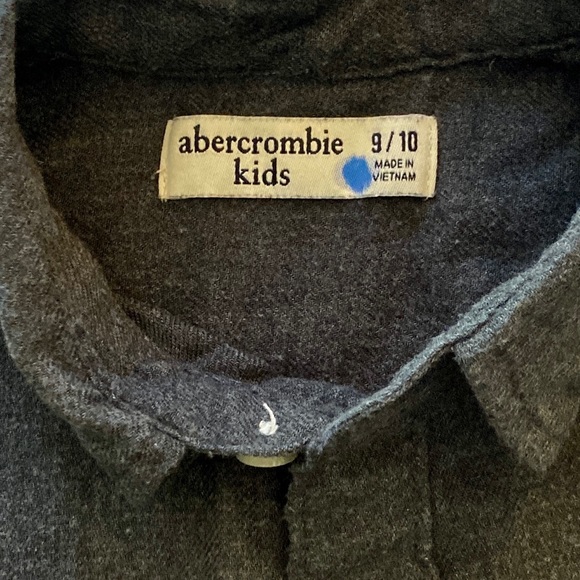 abercrombie
kids
9/10
MADE IN
VIETNAM